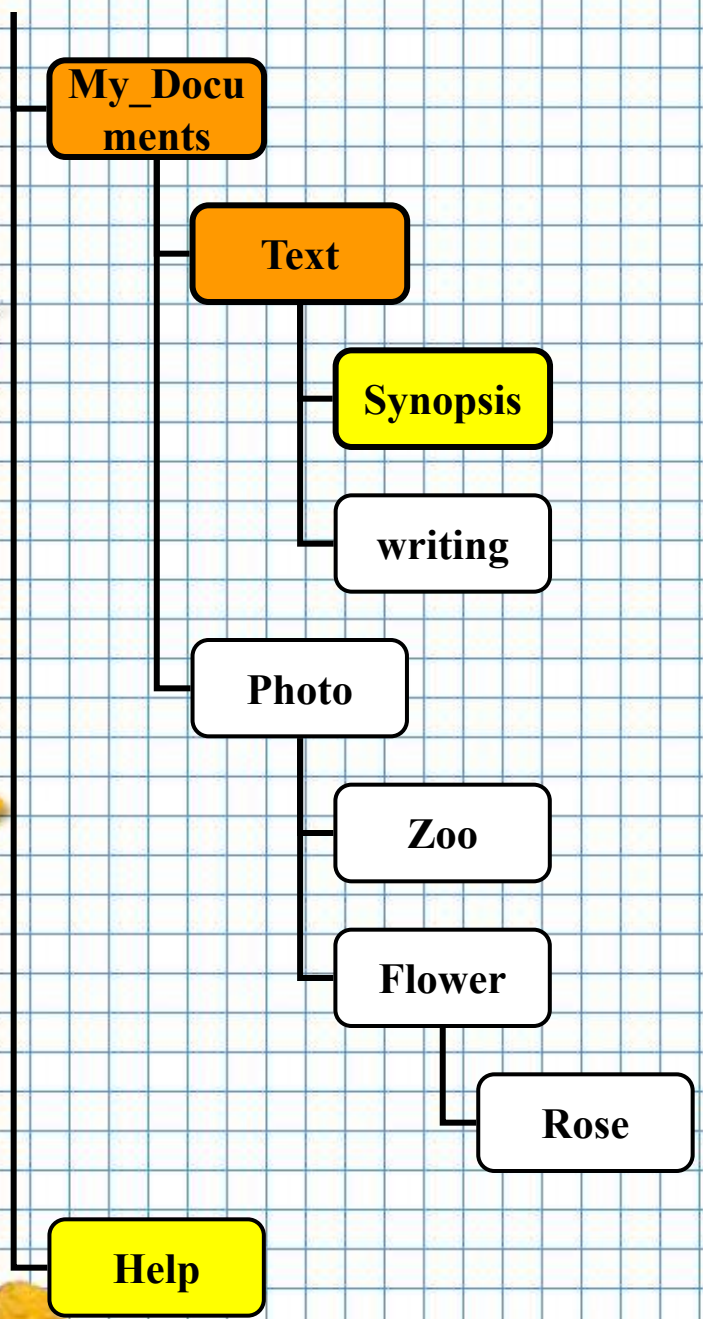 My_Docu
ments
Text
Synopsis
writing
Photo
Zoo
Flower
Rose
Help